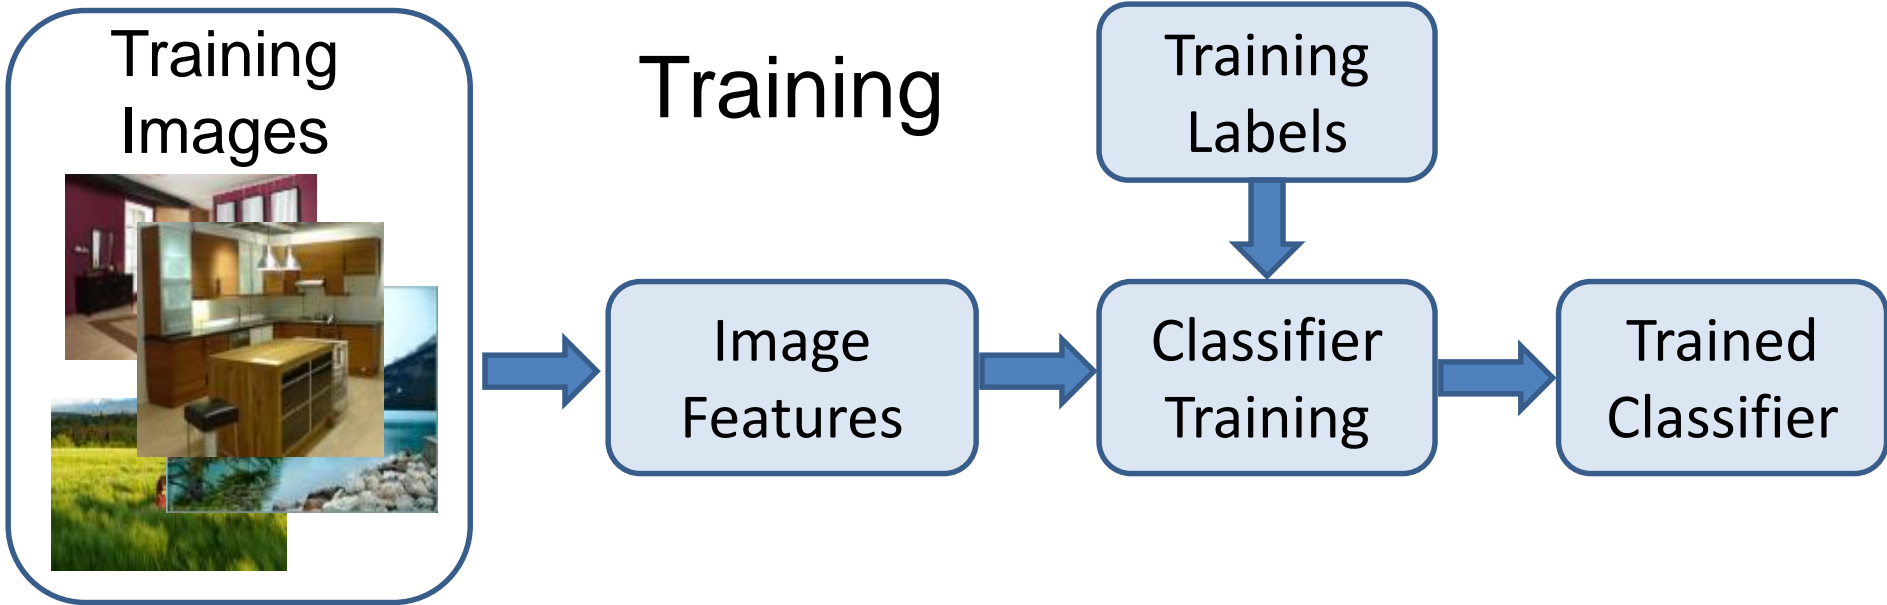 Training
Images
Training
Training
Labels
Image
Features
Classifier
Training
Trained
Classifier